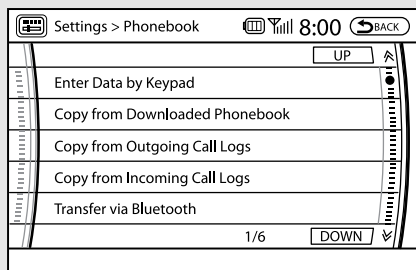 Settings > Phonebook 8:00 BACK
UP
Enter Data by Keypad
Copy from Downloaded Phonebook
Copy from Outgoing Call Logs
Copy from Incoming Call Logs
Transfer via Bluetooth
1/6 DOWN